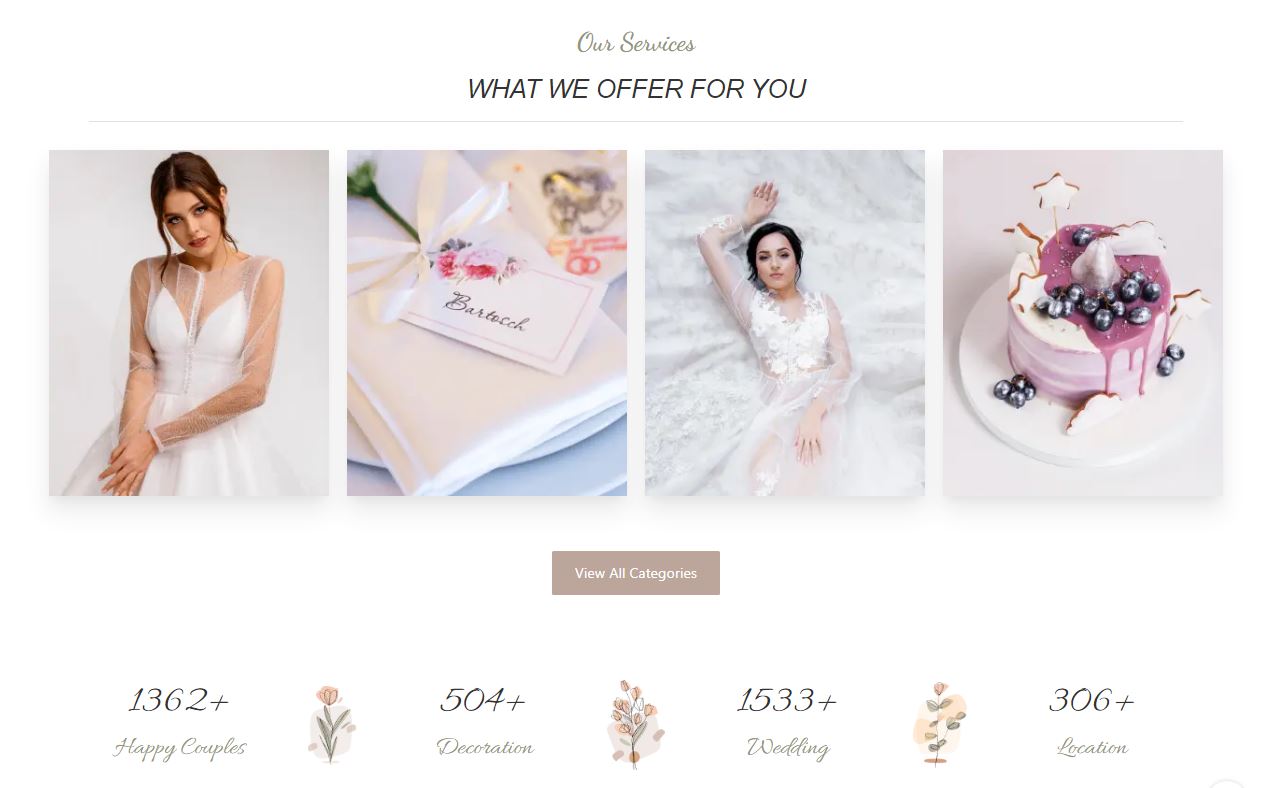 Our Services
WHAT WE OFFER FOR YOU
Bartosch
View All Categories
1362+
504+
1533+
306+
Happy Couples
Decoration
Wedding
Location